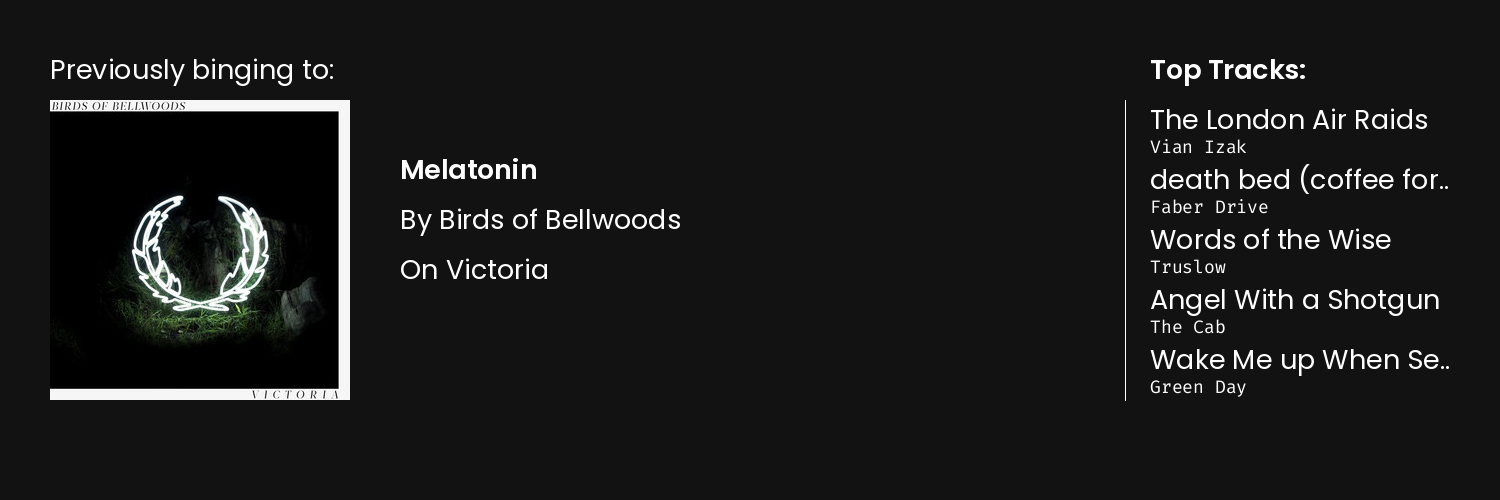 Previously binging to:
BIRDS OF BELLWOODS
VICTORIA
Melatonin
By Birds of Bellwoods
On Victoria
Top Tracks:
The London Air Raids
Vian Izak
death bed (coffee for..
Faber Drive
Words of the Wise
Truslow
Angel With a Shotgun
The Cab
Wake Me up When Se..
Green Day